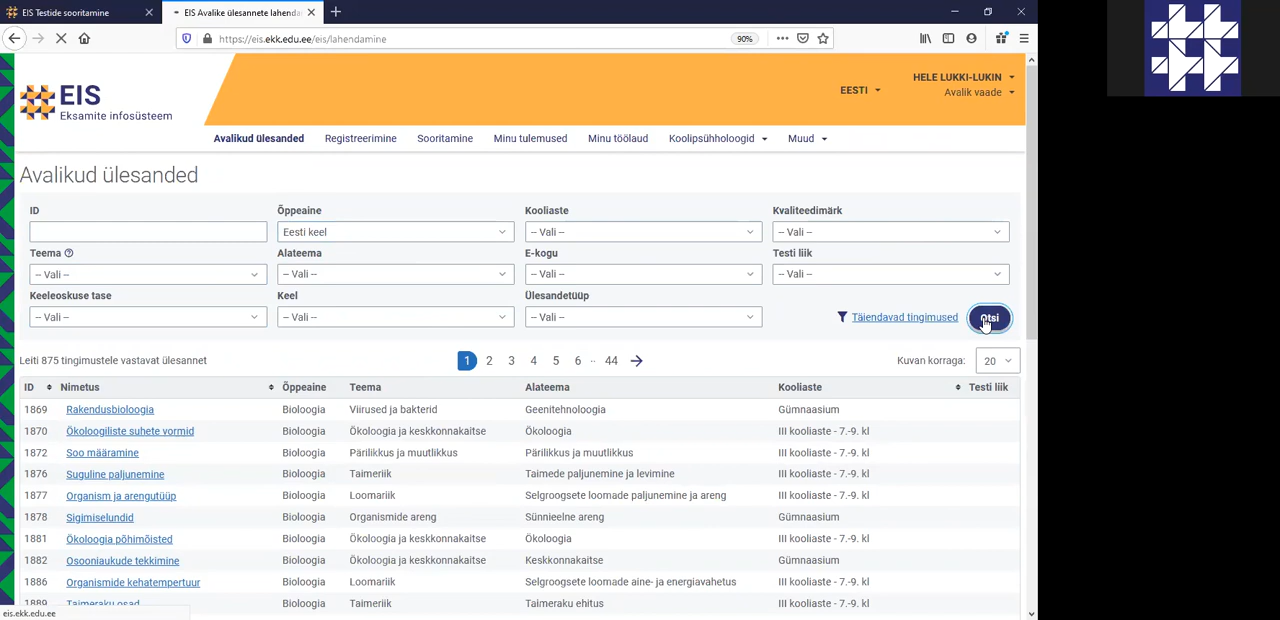 EIS Testide sooritamine
EIS Avalike ülesannete lahenda
https://eis.ekk.edu.ee/eis/lahendamine
90%
EIS
Eksamite infosüsteem
EESTI
HELE LUKKI-LUKIN
Avalik vaade
Avalikud ülesanded Registreerimine Sooritamine Minu tulemused Minu töölaud Koolipsühholoogid Muud
Avalikud ülesanded
ID Õppeaine Kooliaste Kvaliteedimärk
Eesti keel -- Vali -- -- Vali --
Teema Alateema E-kogu Testi liik
-- Vali -- -- Vali -- -- Vali -- -- Vali --
Keeleoskuse tase Keel Ülesandetüüp
-- Vali -- -- Vali -- -- Vali -- Täiendavad tingimused Otsi
Leiti 875 tingimustele vastavat ülesannet 1 2 3 4 5 6 ·· 44 Kuvan korraga: 20
ID Nimetus Õppeaine Teema Alateema Kooliaste Testi liik
1869 Rakendusbioloogia Bioloogia Viirused ja bakterid Geenitehnoloogia Gümnaasium
1870 Ökoloogiliste suhete vormid Bioloogia Ökoloogia ja keskkonnakaitse Ökoloogia III kooliaste - 7.-9. kl
1872 Soo määramine Bioloogia Pärilikkus ja muutlikkus Pärilikkus ja muutlikkus III kooliaste - 7.-9. kl
1876 Suguline paljunemine Bioloogia Taimeriik Taimede paljunemine ja levimine III kooliaste - 7.-9. kl
1877 Organism ja arengutüüp Bioloogia Loomariik Selgroogsete loomade paljunemine ja areng III kooliaste - 7.-9. kl
1878 Sigimiselundid Bioloogia Organismide areng Sünnieelne areng Gümnaasium
1881 Ökoloogia põhimõisted Bioloogia Ökoloogia ja keskkonnakaitse Ökoloogia III kooliaste - 7.-9. kl
1882 Osooniaukude tekkimine Bioloogia Ökoloogia ja keskkonnakaitse Keskkonnakaitse Gümnaasium
1886 Organismide kehatempertuur Bioloogia Loomariik Selgroogsete loomade aine- ja energiavahetus III kooliaste - 7.-9. kl
1889 Taimeraku osad Bioloogia Taimeriik Taimeraku ehitus III kooliaste - 7.-9. kl
eis.ekk.edu.ee